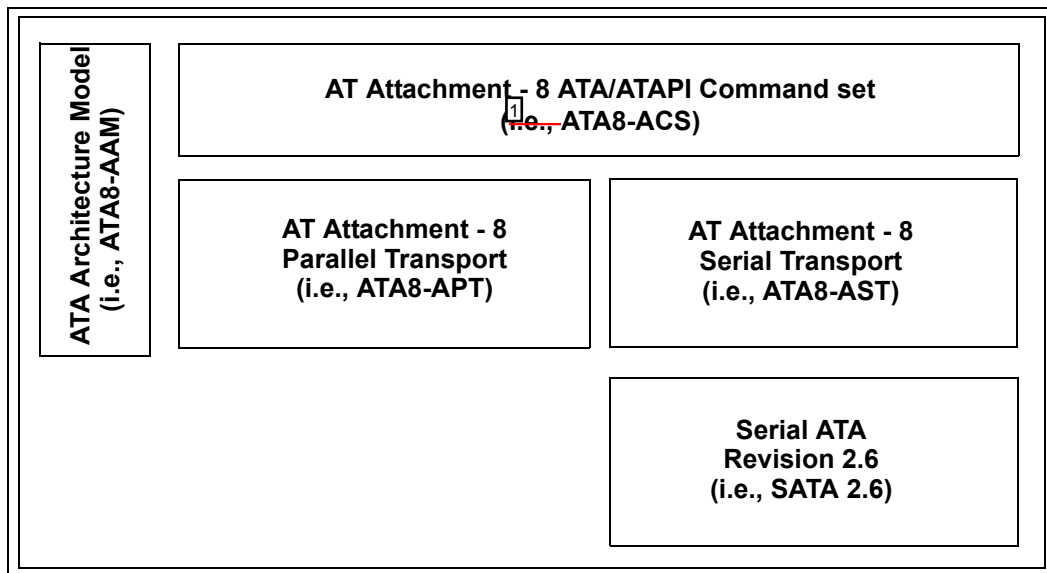 ATA Architecture Model
(i.e., ATA8-AAM)
AT Attachment - 8 ATA/ATAPI Command set
(i.e., ATA8-ACS)
1
AT Attachment - 8
Parallel Transport
(i.e., ATA8-APT)
AT Attachment - 8
Serial Transport
(i.e., ATA8-AST)
Serial ATA
Revision 2.6
(i.e., SATA 2.6)